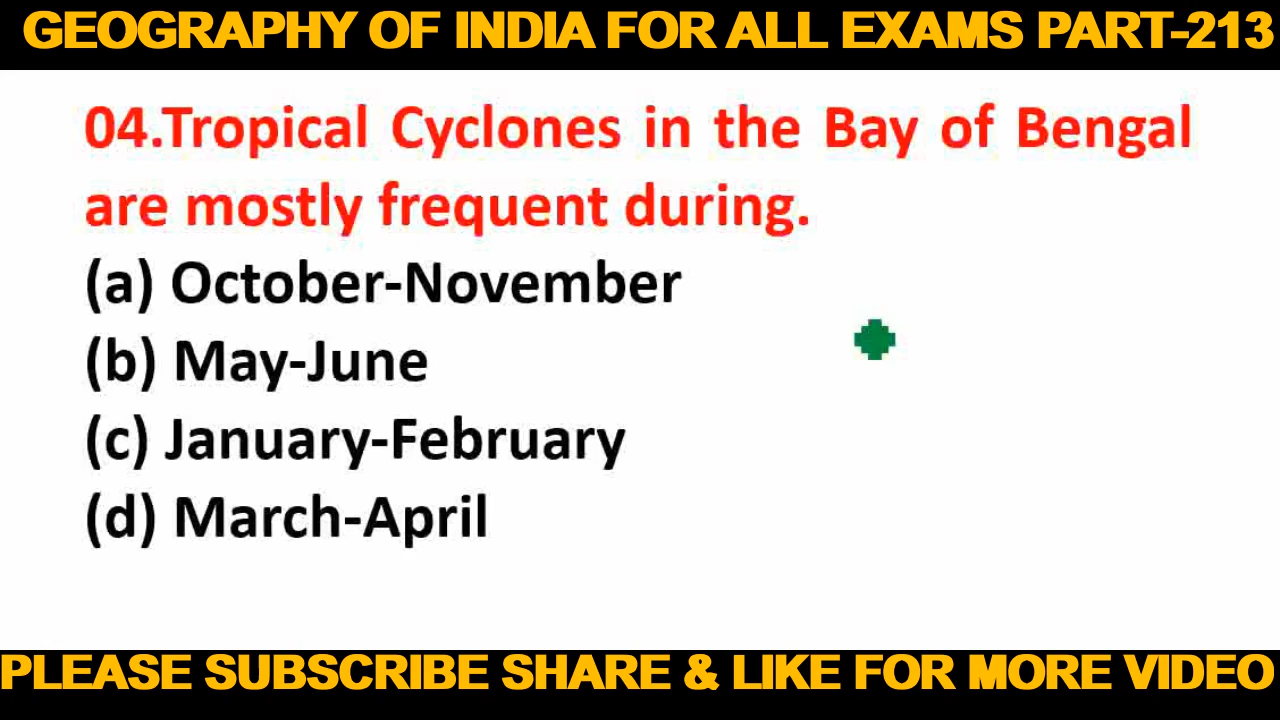 GEOGRAPHY OF INDIA FOR ALL EXAMS PART-213
04.Tropical Cyclones in the Bay of Bengal
are mostly frequent during.
(a) October-November
(b) May-June
(c) January-February
(d) March-April
PLEASE SUBSCRIBE SHARE & LIKE FOR MORE VIDEO